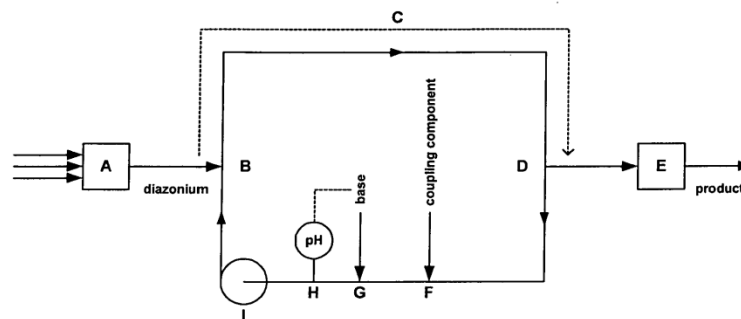 C
A
diazonium
B
base
coupling component
D
E
product
pH
H
G
F
I